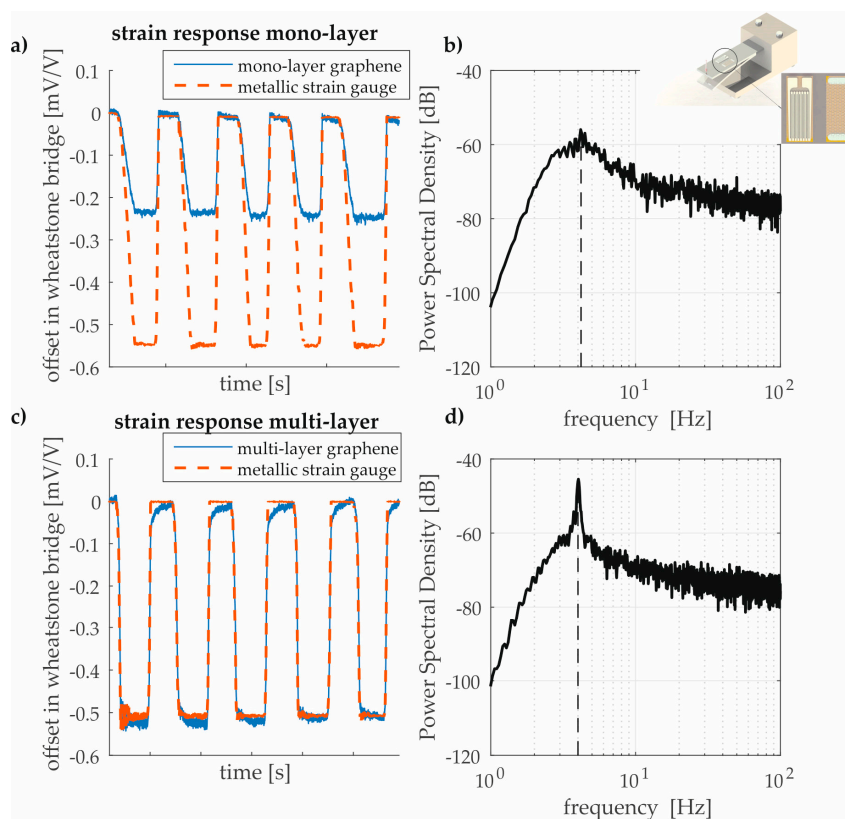 a)
strain response mono-layer
mono-layer graphene
metallic strain gauge
offset in wheatstone bridge [mV/V]
0.1
0
-0.1
-0.2
-0.3
-0.4
-0.5
-0.6
time [s]
b)
Power Spectral Density [dB]
-40
-60
-80
-100
-120
10^0
10^1
10^2
frequency [Hz]
c)
strain response multi-layer
multi-layer graphene
metallic strain gauge
offset in wheatstone bridge [mV/V]
0.1
0
-0.1
-0.2
-0.3
-0.4
-0.5
-0.6
time [s]
d)
Power Spectral Density [dB]
-40
-60
-80
-100
-120
10^0
10^1
10^2
frequency [Hz]